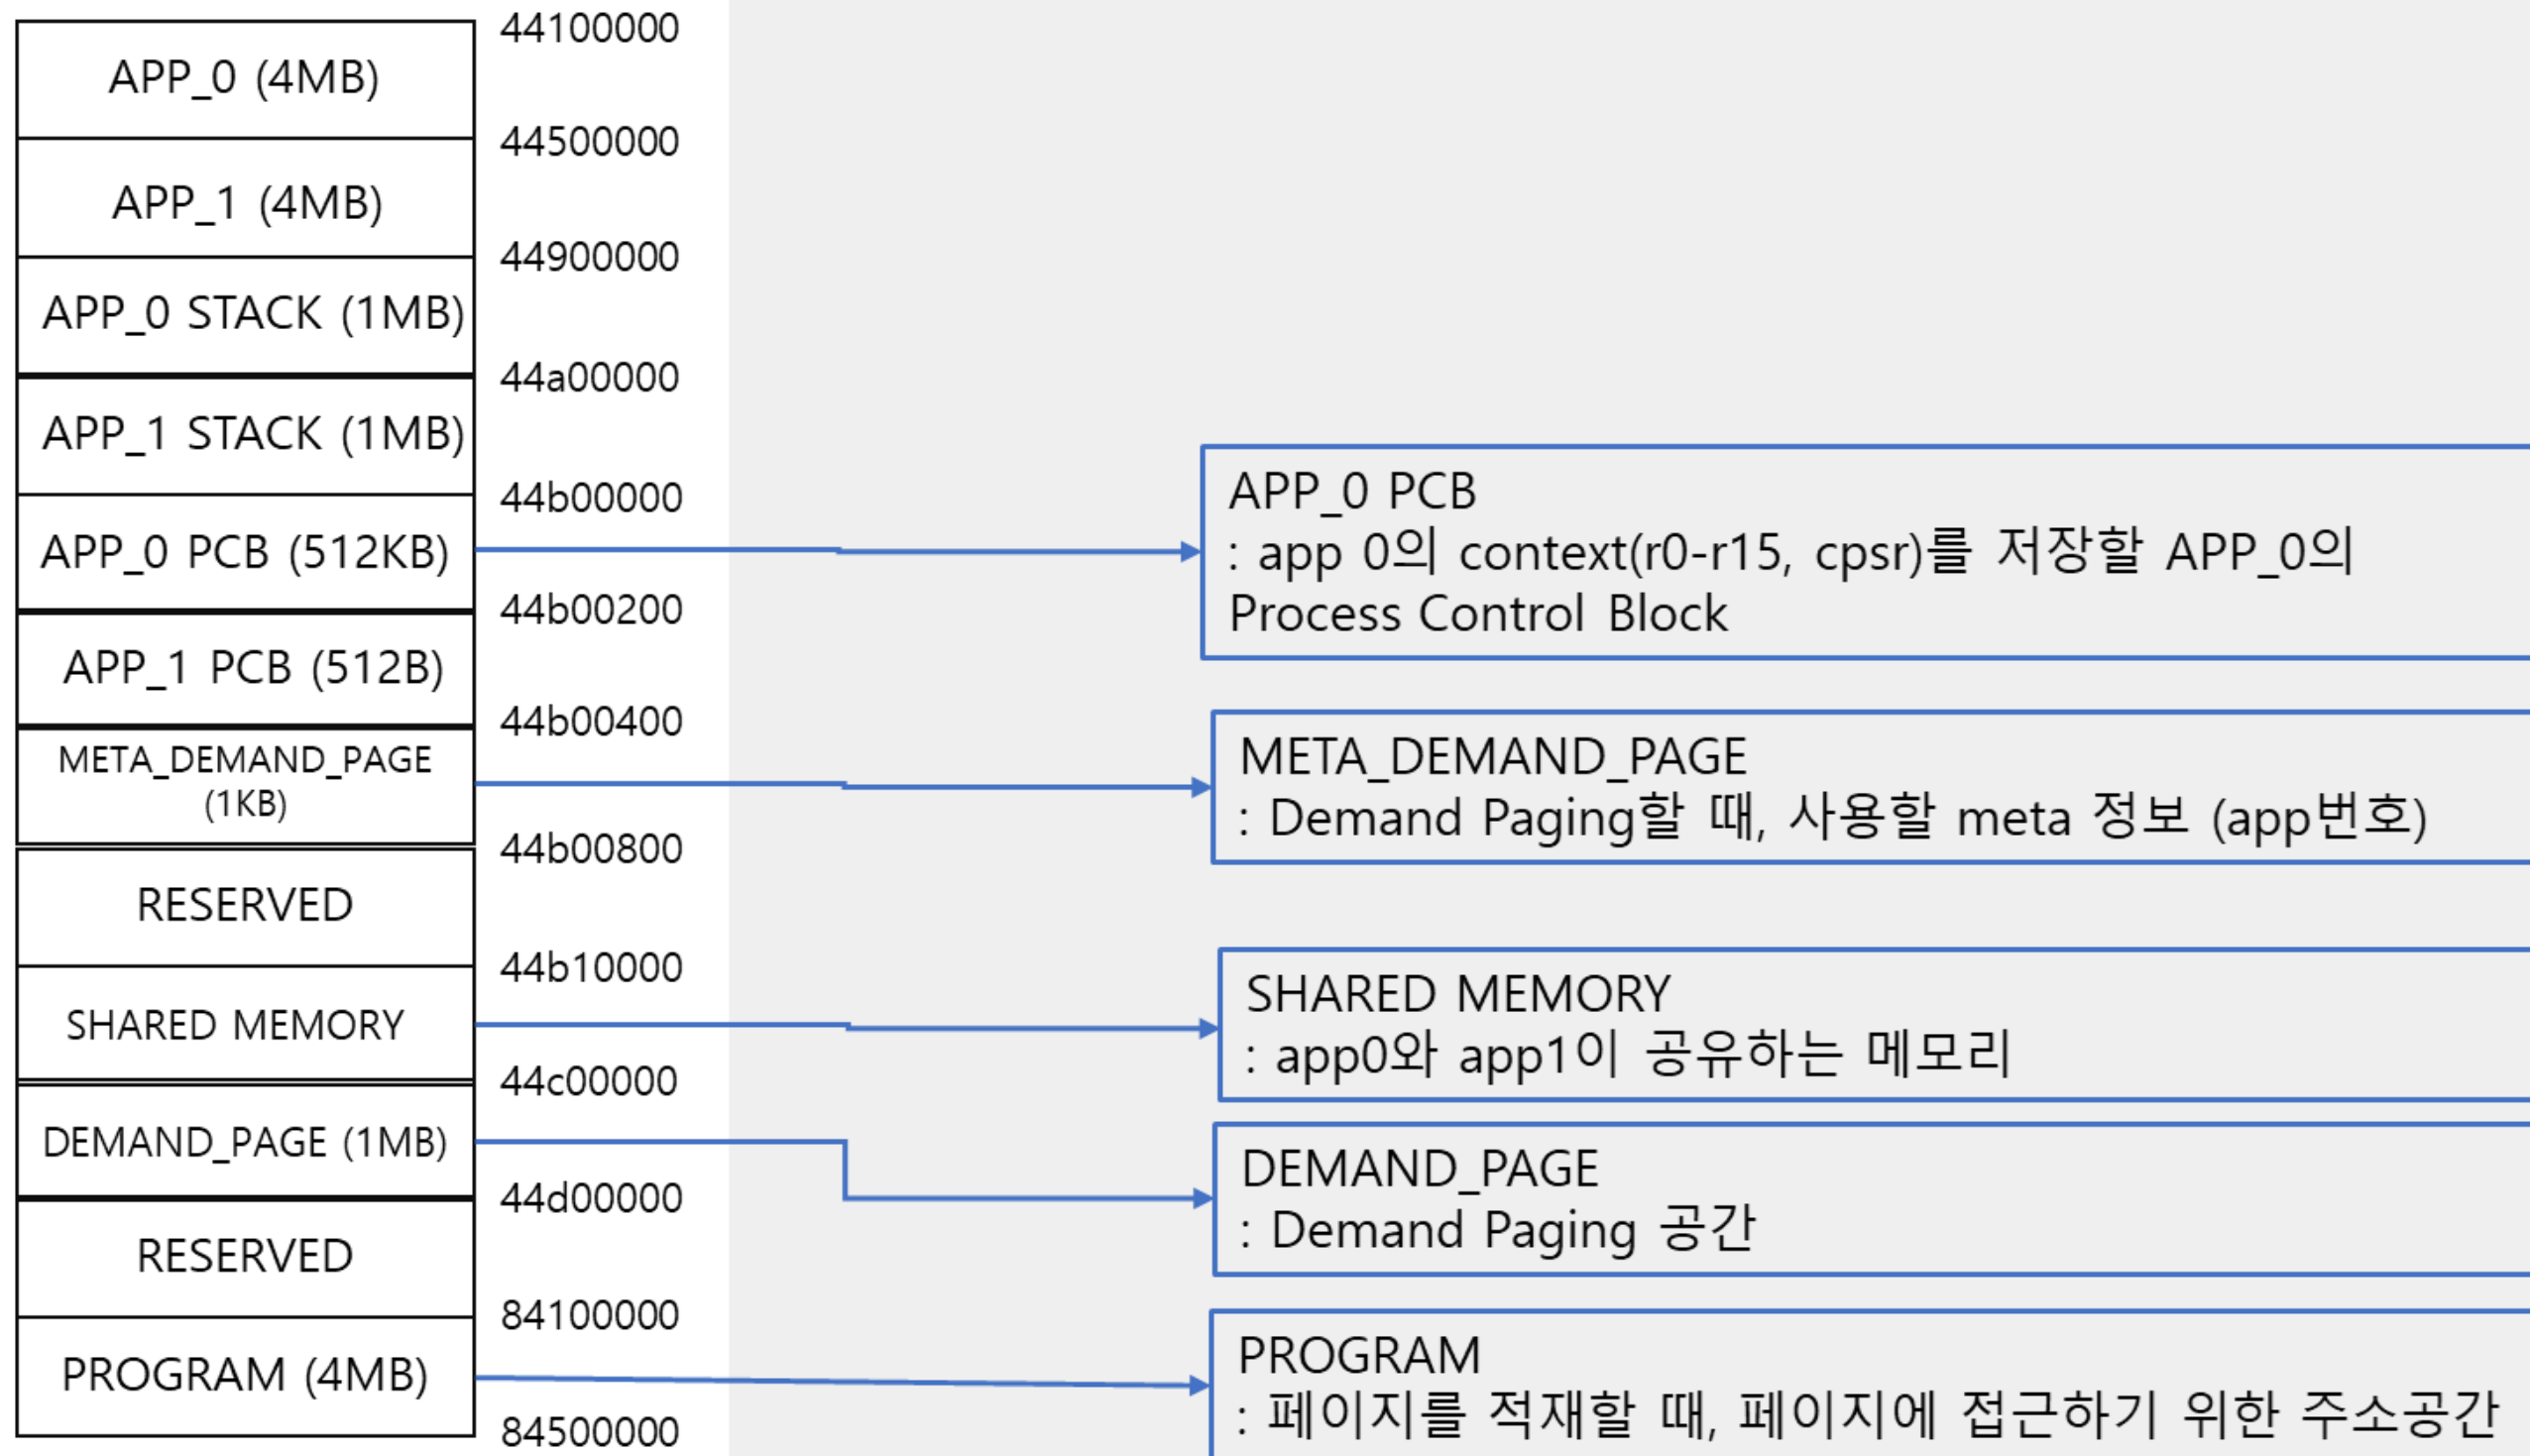 44100000
APP_0 (4MB)
44500000
APP_1 (4MB)
44900000
APP_0 STACK (1MB)
44a00000
APP_1 STACK (1MB)
44b00000
APP_0 PCB (512KB)
44b00200
APP_1 PCB (512B)
44b00400
META_DEMAND_PAGE
(1KB)
44b00800
RESERVED
44b10000
SHARED MEMORY
44c00000
DEMAND_PAGE (1MB)
44d00000
RESERVED
84100000
PROGRAM (4MB)
84500000
APP_0 PCB
: app 0의 context(r0-r15, cpsr)를 저장할 APP_0의
Process Control Block
META_DEMAND_PAGE
: Demand Paging할 때, 사용할 meta 정보 (app번호)
SHARED MEMORY
: app0와 app1이 공유하는 메모리
DEMAND_PAGE
: Demand Paging 공간
PROGRAM
: 페이지를 적재할 때, 페이지에 접근하기 위한 주소공간